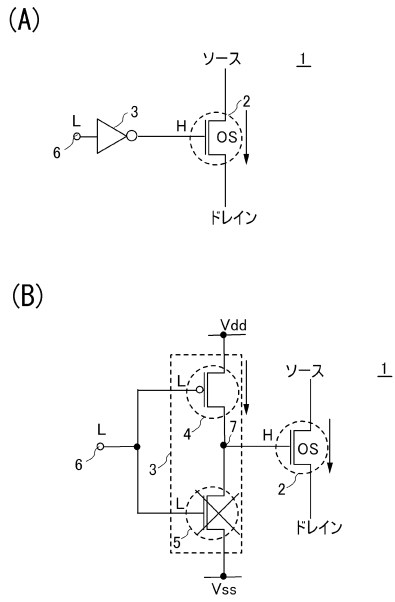 (A)
ソース 1
3 2
L H OS
6
ドレイン
(B)
Vdd
ソース 1
L
4 7 H
L OS
6 3 2
L ドレイン
5
Vss